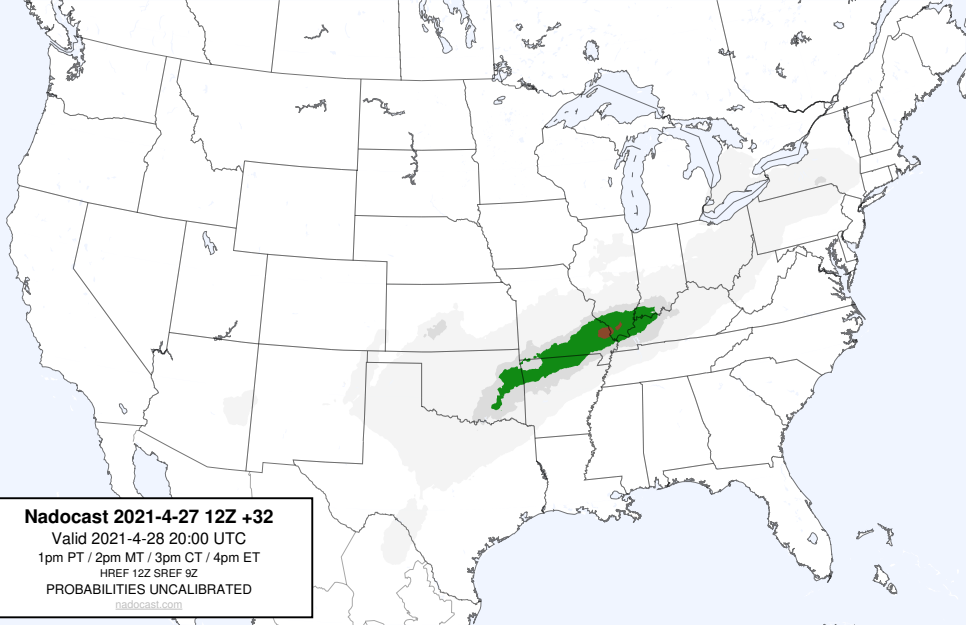 Nadocast 2021-4-27 12Z +32
Valid 2021-4-28 20:00 UTC
1pm PT / 2pm MT / 3pm CT / 4pm ET
HREF 12Z SREF 9Z
PROBABILITIES UNCALIBRATED
nadocast.com